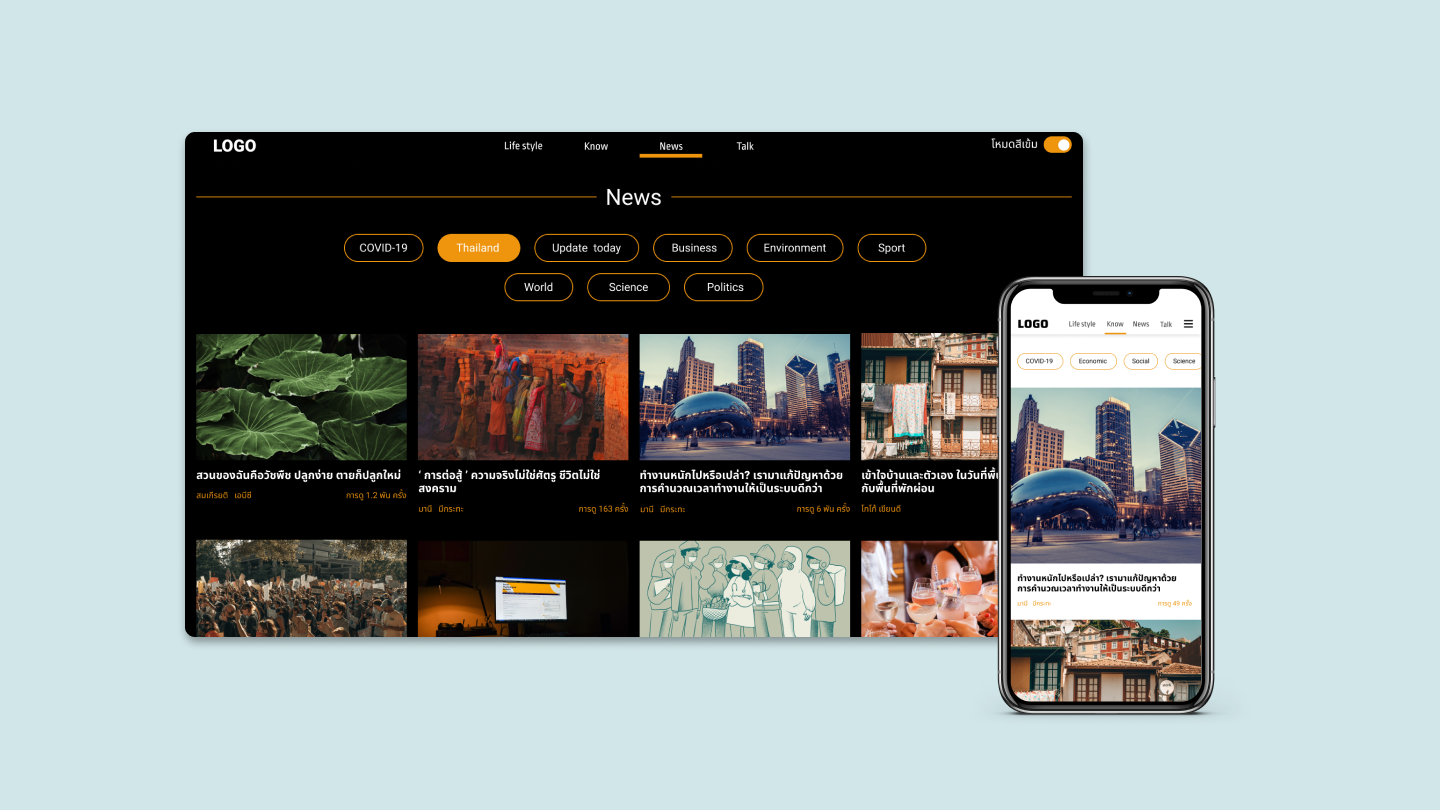 LOGO
Life style
Know
News
Talk
โหมดสีเข้ม
News
COVID-19
Thailand
Update today
Business
Environment
Sport
World
Science
Politics
สวนของฉันคือวัชพืช ปลูกง่าย ตายก็ปลูกใหม่
สมเกียรติ เอบีซี
การดู 1.2 พัน ครั้ง
‘ การต่อสู้ ’ ความจริงไม่ใช่ศัตรู ชีวิตไม่ใช่
สงคราม
มานี มีกระทะ
การดู 163 ครั้ง
ทำงานหนักไปหรือเปล่า? เรามาแก้ปัญหาด้วย
การคำนวณเวลาทำงานให้เป็นระบบดีกว่า
มานี มีกระทะ
การดู 6 พัน ครั้ง
เข้าใจบ้านและตัวเอง ในวันที่พื้น
กับพื้นที่พักผ่อน
โกโก้ เขียนดี
LOGO
Life style
Know
News
Talk
COVID-19
Economic
Social
Science
ทำงานหนักไปหรือเปล่า? เรามาแก้ปัญหาด้วย
การคำนวณเวลาทำงานให้เป็นระบบดีกว่า
มานี มีกระทะ
การดู 49 ครั้ง